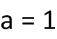 a = 1